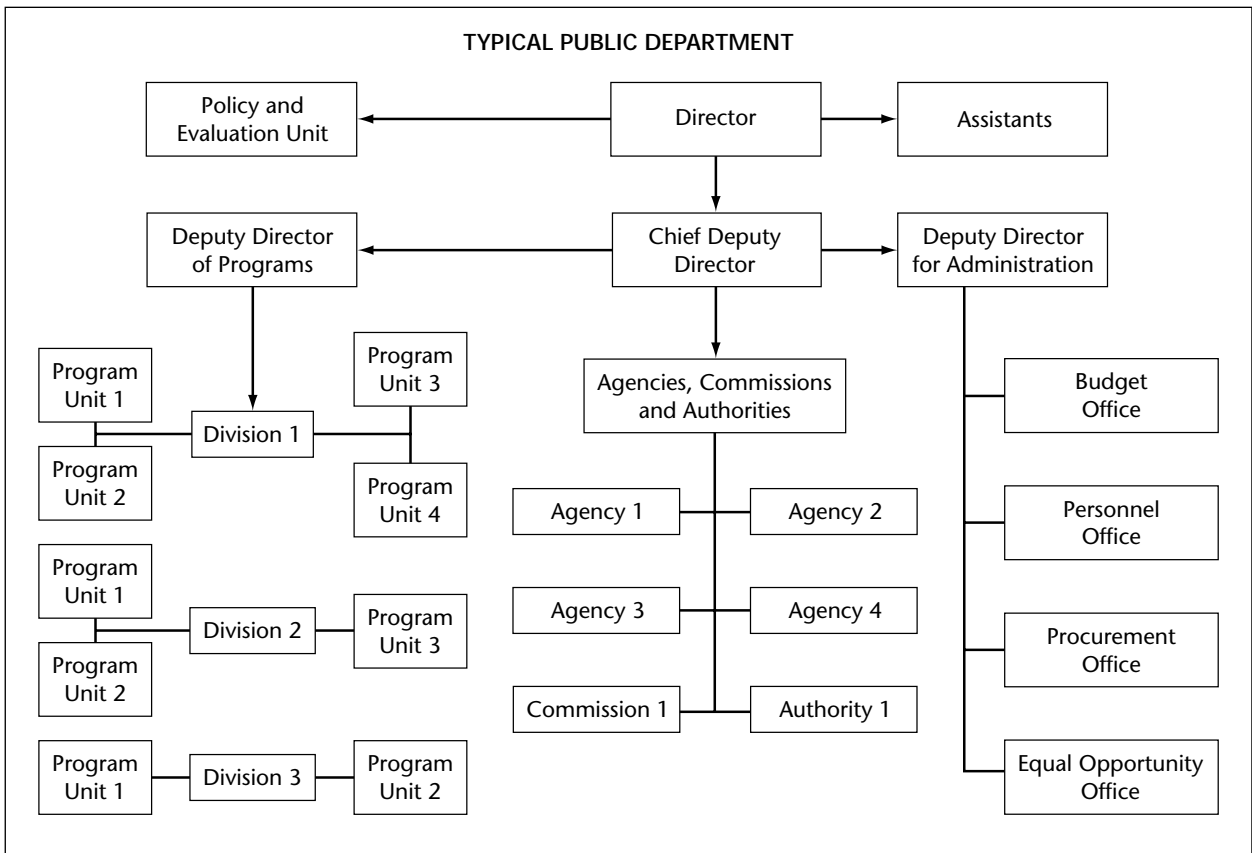 TYPICAL PUBLIC DEPARTMENT
Policy and
Evaluation Unit
Director
Assistants
Deputy Director
of Programs
Chief Deputy
Director
Deputy Director
for Administration
Program
Unit 1
Program
Unit 2
Division 1
Program
Unit 3
Program
Unit 4
Program
Unit 1
Program
Unit 2
Division 2
Program
Unit 3
Program
Unit 1
Division 3
Program
Unit 2
Agencies, Commissions
and Authorities
Agency 1
Agency 2
Agency 3
Agency 4
Commission 1
Authority 1
Budget
Office
Personnel
Office
Procurement
Office
Equal Opportunity
Office